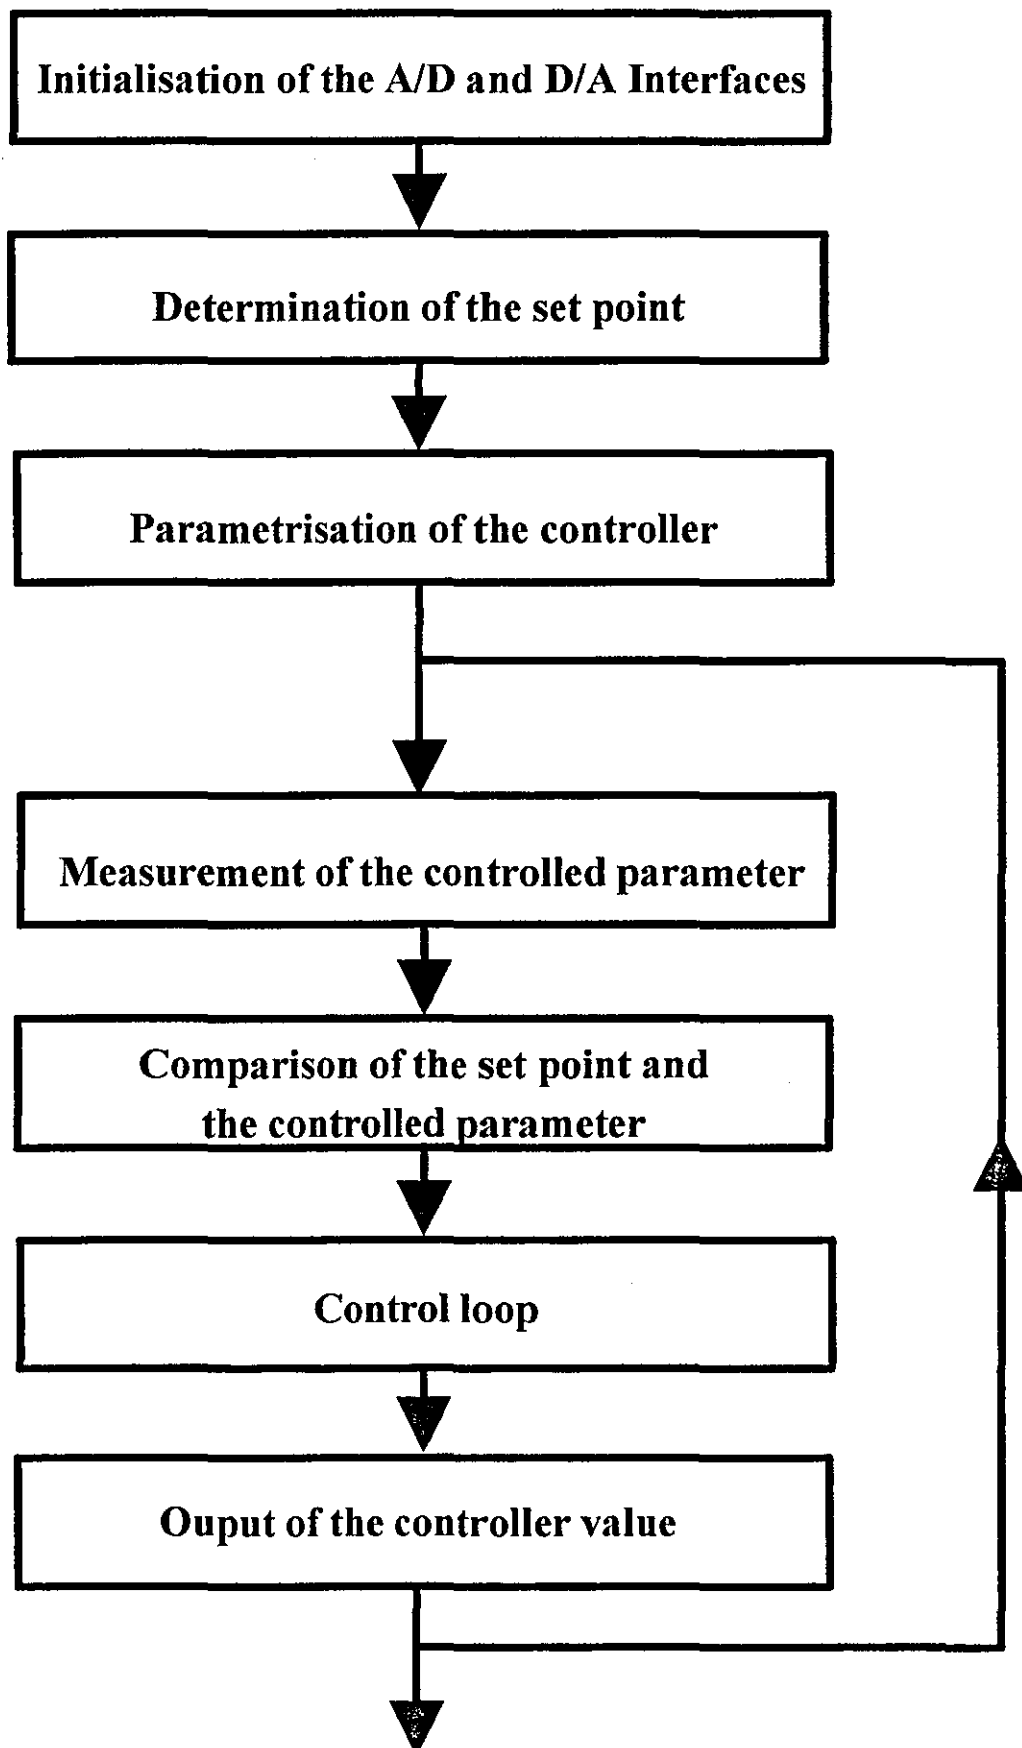 Initialisation of the A/D and D/A Interfaces
Determination of the set point
Parametrisation of the controller
Measurement of the controlled parameter
Comparison of the set point and
the controlled parameter
Control loop
Ouput of the controller value